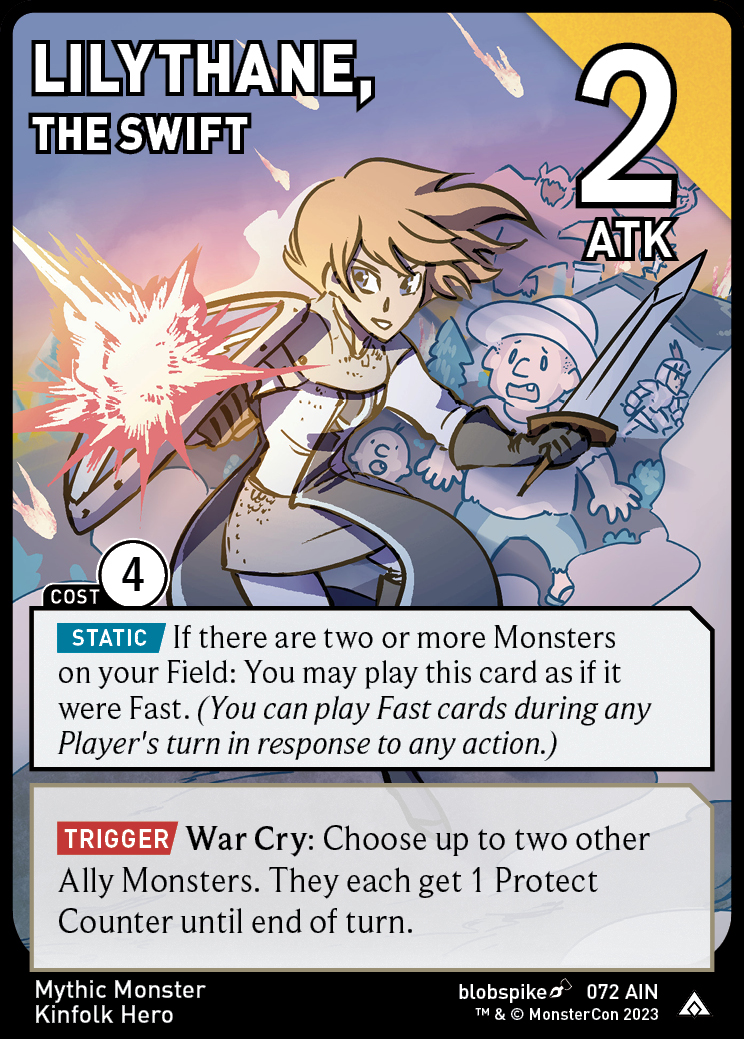 LILYTHANE,
THE SWIFT
2
ATK
COST 4
STATIC If there are two or more Monsters
on your Field: You may play this card as if it
were Fast. (You can play Fast cards during any
Player's turn in response to any action.)
TRIGGER War Cry: Choose up to two other
Ally Monsters. They each get 1 Protect
Counter until end of turn.
Mythic Monster
Kinfolk Hero
blobspike 072 AIN
™ & © MonsterCon 2023